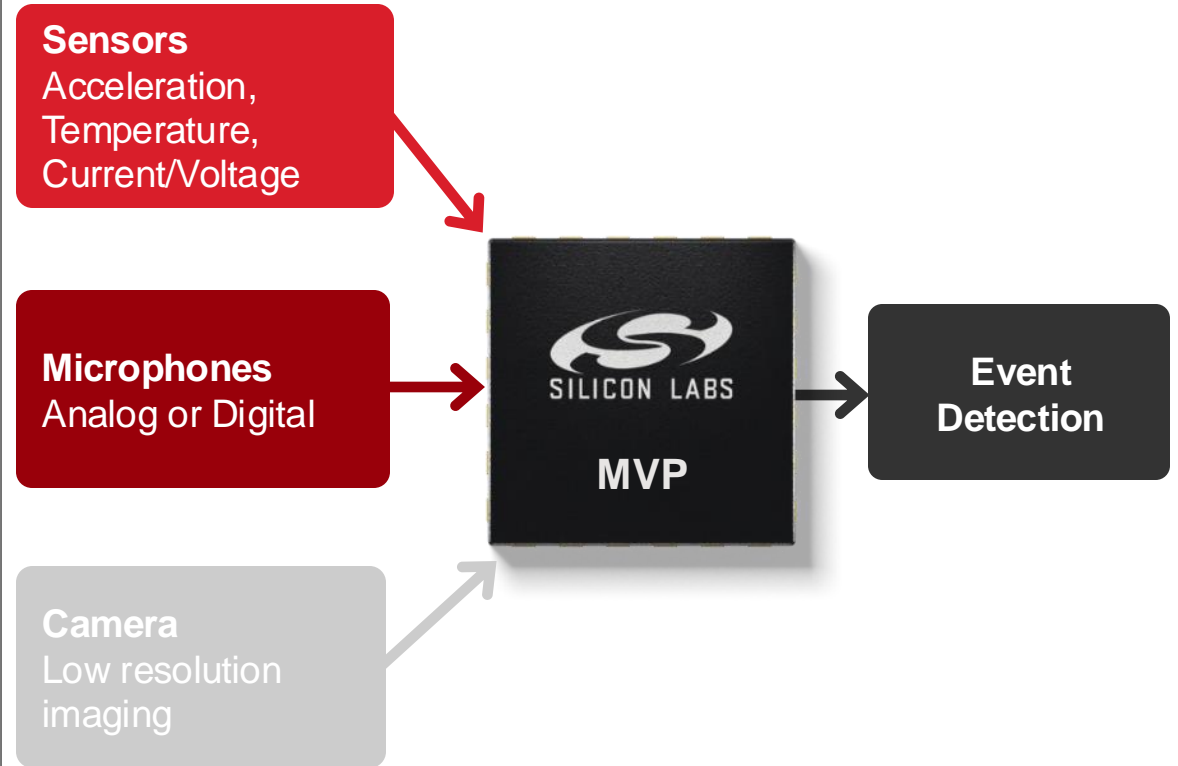 Sensors
Acceleration,
Temperature,
Current/Voltage
Microphones
Analog or Digital
Camera
Low resolution
imaging
SILICON LABS
MVP
Event
Detection